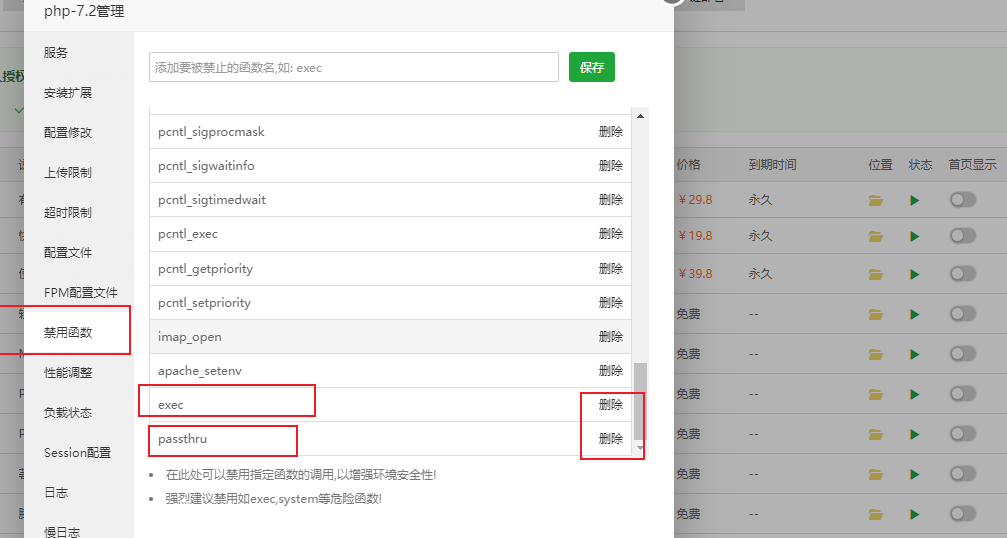 php-7.2管理
服务
安装扩展
配置修改
上传限制
超时限制
配置文件
FPM配置文件
禁用函数
性能调整
负载状态
Session配置
日志
慢日志
添加要被禁止的函数名,如: exec
保存
pcntl_sigprocmask 删除
pcntl_sigwaitinfo 删除
pcntl_sigtimedwait 删除
pcntl_exec 删除
pcntl_getpriority 删除
pcntl_setpriority 删除
imap_open 删除
apache_setenv 删除
exec 删除
passthru 删除
在此处可以禁用指定函数的调用,以增强环境安全性!
强烈建议禁用如exec,system等危险函数!
授权
价格 到期时间 位置 状态 首页显示
￥29.8 永久
￥19.8 永久
￥39.8 永久
免费 --
免费 --
免费 --
免费 --
免费 --
免费 --